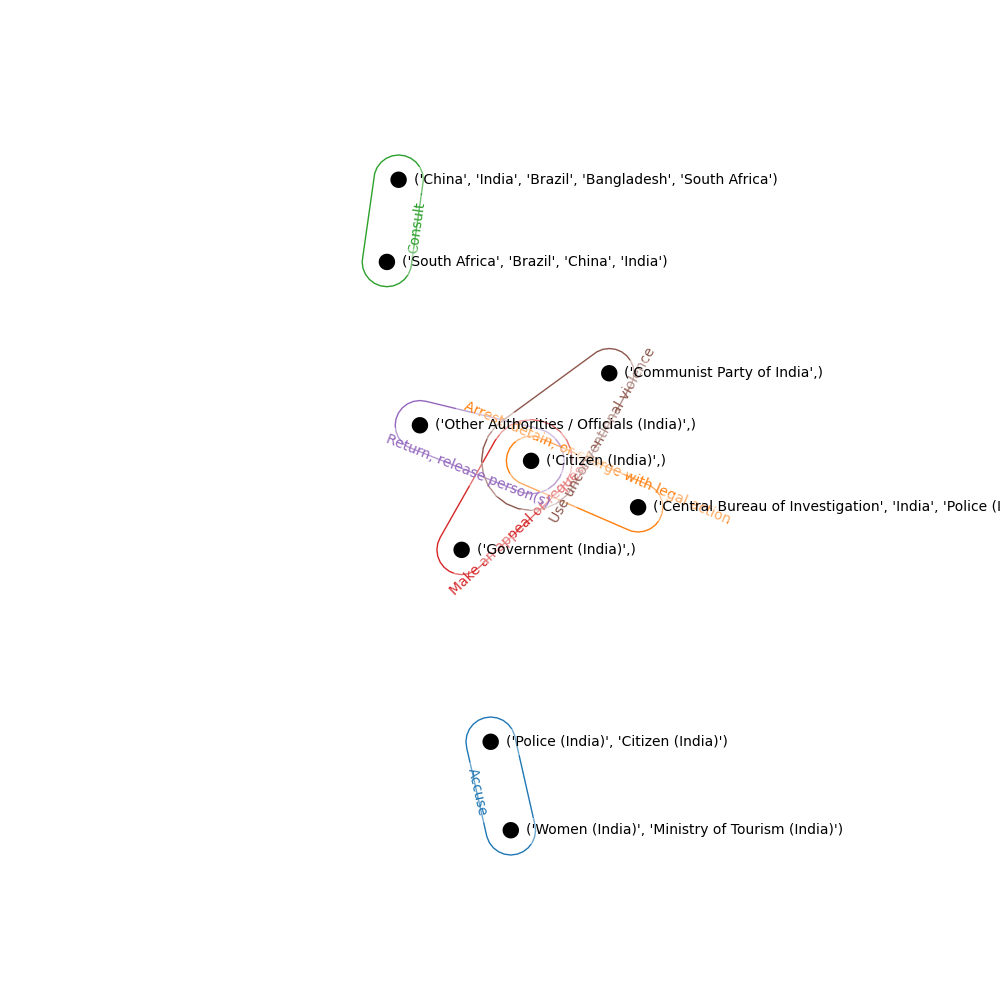 ('China', 'India', 'Brazil', 'Bangladesh', 'South Africa')
Consult
('South Africa', 'Brazil', 'China', 'India')
('Communist Party of India',)
Use unconventional violence
Arrest, detain, or charge with legal action
('Other Authorities / Officials (India)',)
Return, release person(s)
('Citizen (India)',)
('Central Bureau of Investigation', 'India', 'Police (I
Make an appeal or request
('Government (India)',)
('Police (India)', 'Citizen (India)')
Accuse
('Women (India)', 'Ministry of Tourism (India)')